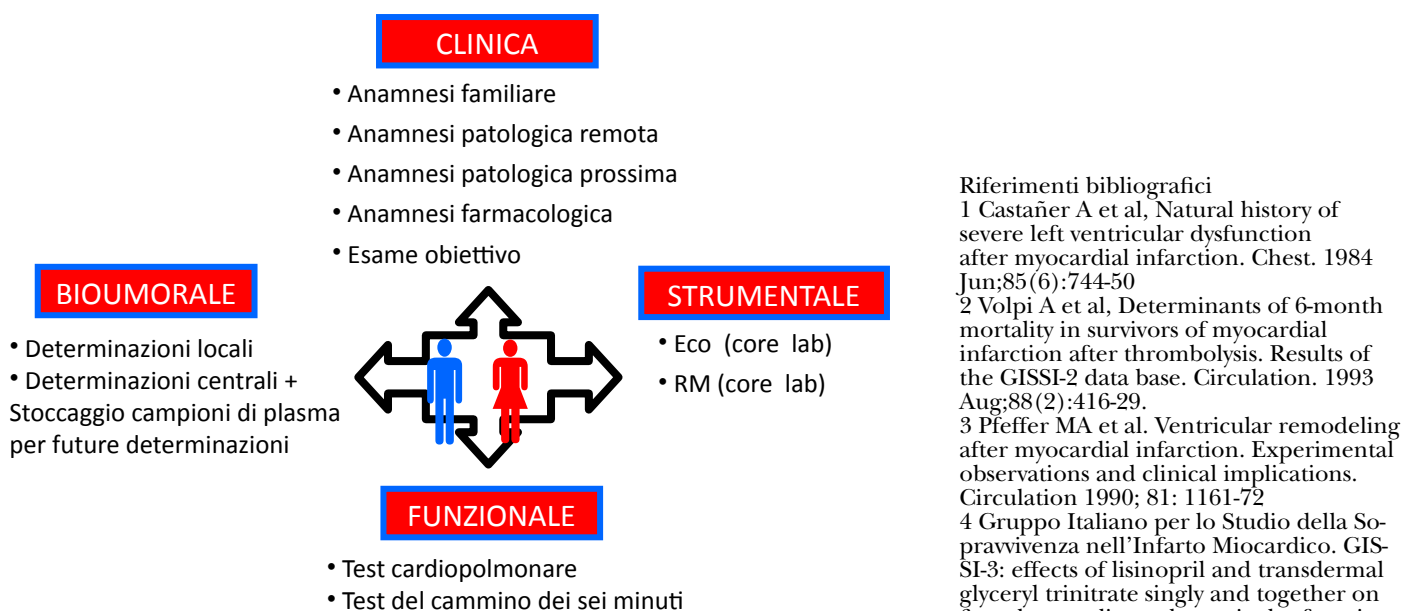 CLINICA
• Anamnesi familiare
• Anamnesi patologica remota
• Anamnesi patologica prossima
• Anamnesi farmacologica
• Esame obiettivo
BIOUMORALE
• Determinazioni locali
• Determinazioni centrali +
Stoccaggio campioni di plasma
per future determinazioni
STRUMENTALE
• Eco (core lab)
• RM (core lab)
FUNZIONALE
• Test cardiopolmonare
• Test del cammino dei sei minuti
Riferimenti bibliografici
1 Castañer A et al, Natural history of
severe left ventricular dysfunction
after myocardial infarction. Chest. 1984
Jun;85(6):744-50
2 Volpi A et al, Determinants of 6-month
mortality in survivors of myocardial
infarction after thrombolysis. Results of
the GISSI-2 data base. Circulation. 1993
Aug;88(2):416-29.
3 Pfeffer MA et al. Ventricular remodeling
after myocardial infarction. Experimental
observations and clinical implications.
Circulation 1990; 81: 1161-72
4 Gruppo Italiano per lo Studio della So-
pravvivenza nell'Infarto Miocardico. GIS-
SI-3: effects of lisinopril and transdermal
glyceryl trinitrate singly and together on